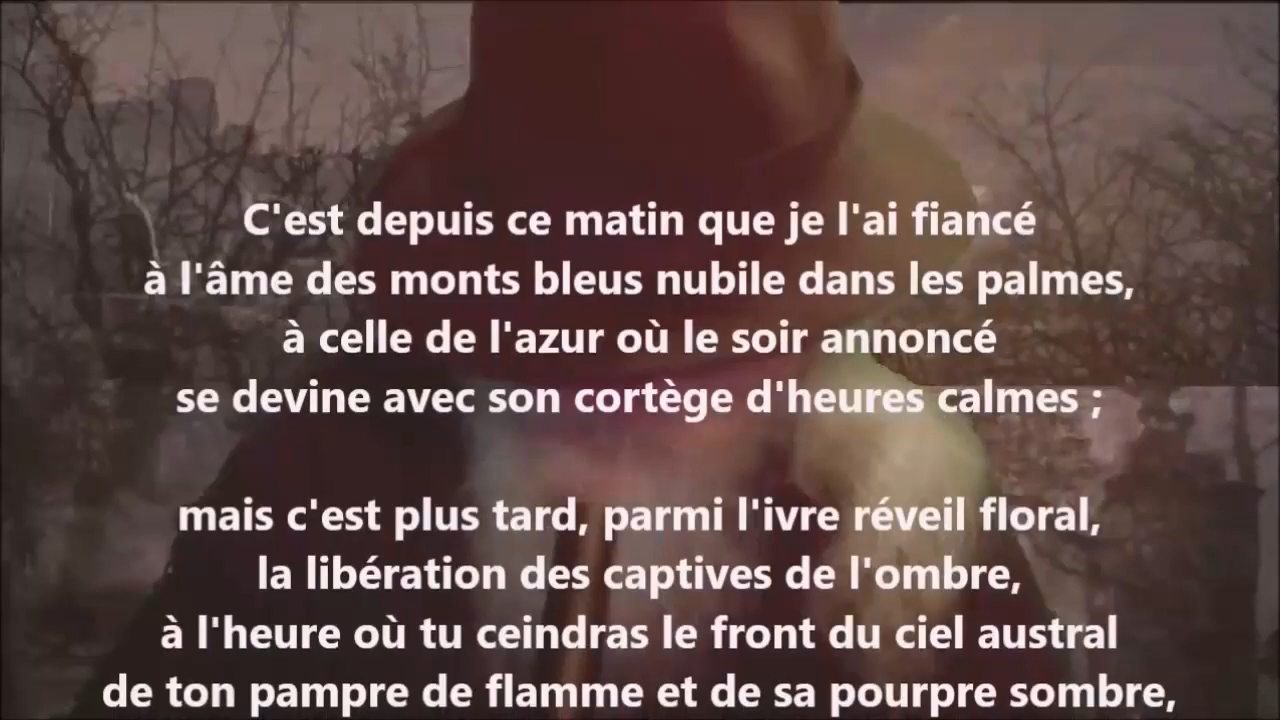 C'est depuis ce matin que je l'ai fiancé
à l'âme des monts bleus nubile dans les palmes,
à celle de l'azur où le soir annoncé
se devine avec son cortège d'heures calmes ;
mais c'est plus tard, parmi l'ivre réveil floral,
la libération des captives de l'ombre,
à l'heure où tu ceindras le front du ciel austral
de ton pampre de flamme et de sa pourpre sombre,